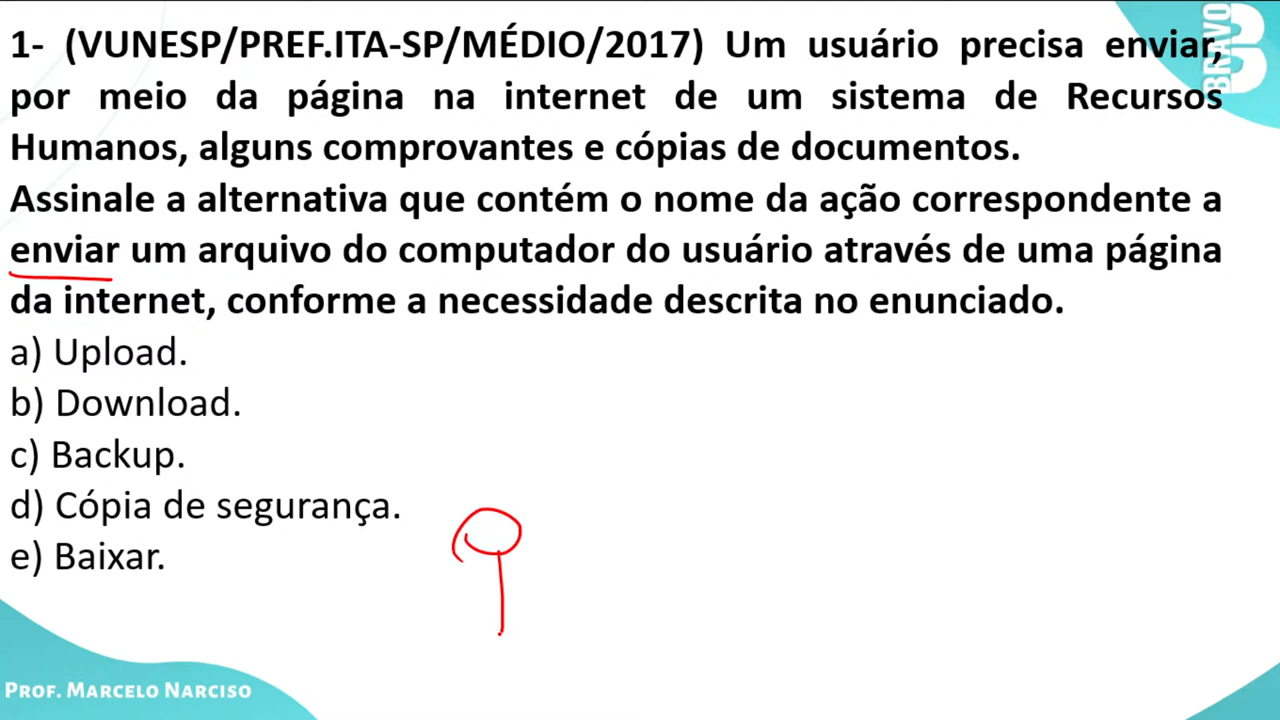 1- (VUNESP/PREF.ITA-SP/MÉDIO/2017) Um usuário precisa enviar,
por meio da página na internet de um sistema de Recursos
Humanos, alguns comprovantes e cópias de documentos.
Assinale a alternativa que contém o nome da ação correspondente a
enviar um arquivo do computador do usuário através de uma página
da internet, conforme a necessidade descrita no enunciado.
a) Upload.
b) Download.
c) Backup.
d) Cópia de segurança.
e) Baixar.
BRAVO
PROF. MARCELO NARCISO